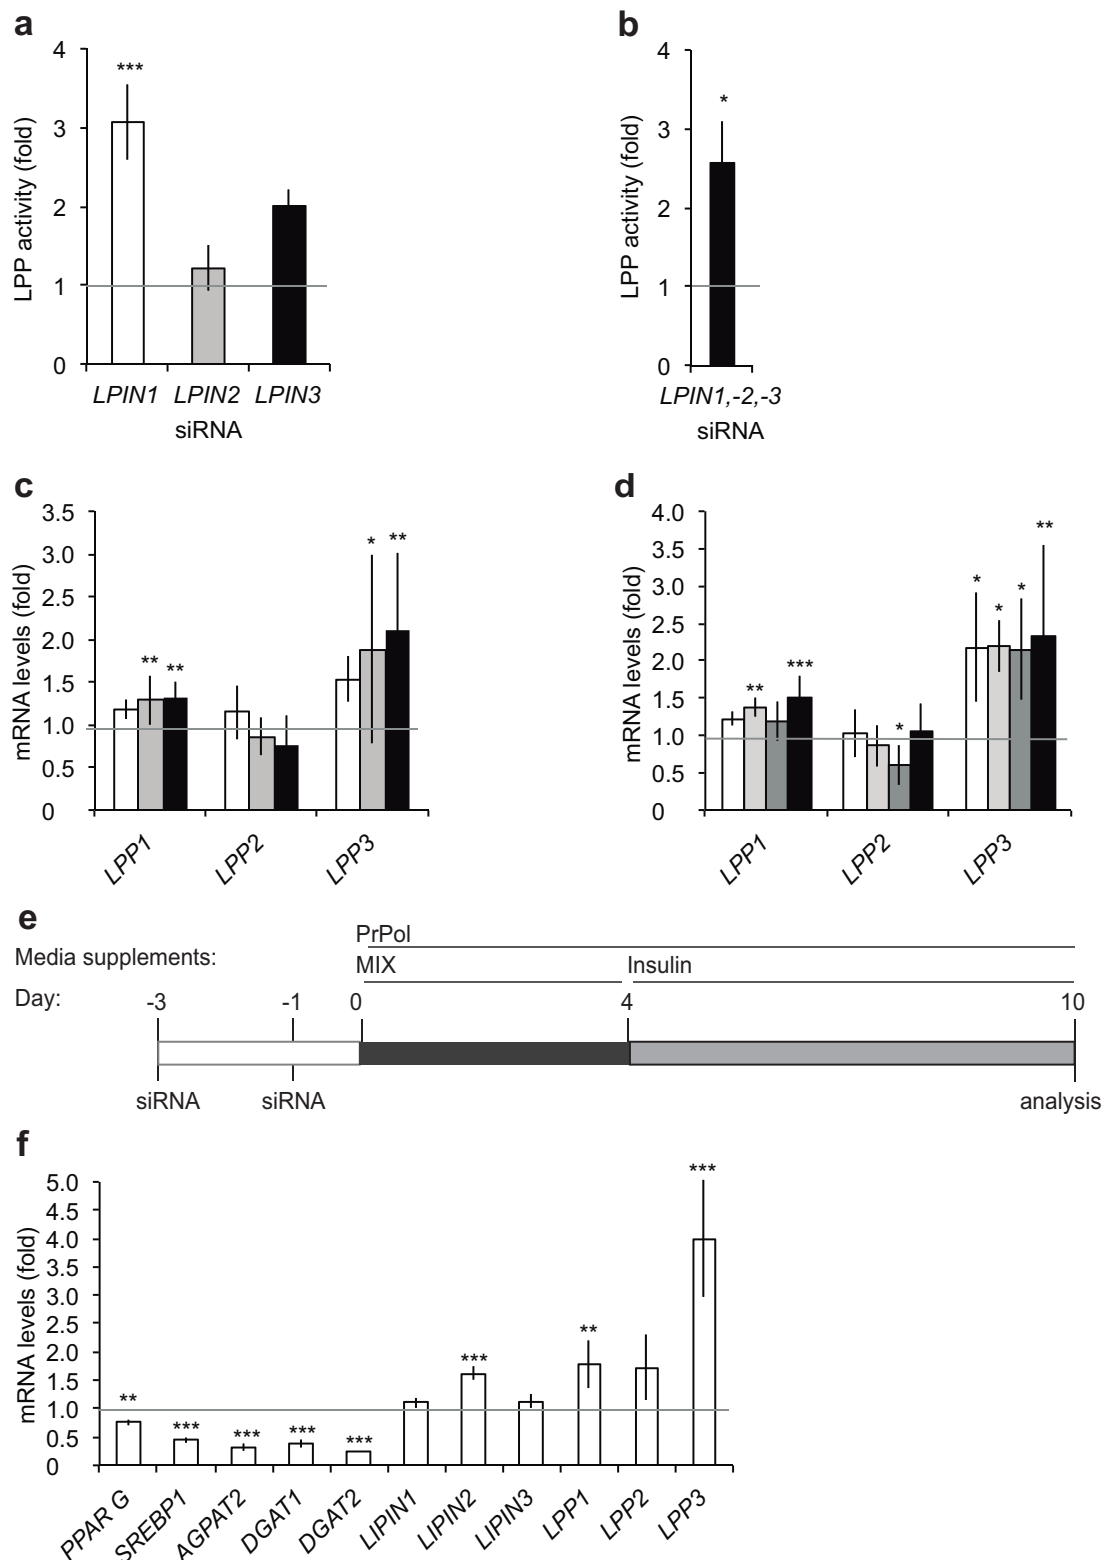 a
b
4
3
2
1
0
LPP activity (fold)
***
LPIN1 LPIN2 LPIN3
siRNA
4
3
2
1
0
LPP activity (fold)
*
LPIN1,-2,-3
siRNA
c
d
3.5
3.0
2.5
2.0
1.5
1.0
0.5
0
mRNA levels (fold)
** **
* **
LPP1 LPP2 LPP3
4.0
3.5
3.0
2.5
2.0
1.5
1.0
0.5
0
mRNA levels (fold)
** ***
*
* * * **
LPP1 LPP2 LPP3
e
PrPol
Media supplements:
MIX Insulin
Day: -3 -1 0 4 10
siRNA siRNA analysis
f
5.0
4.5
4.0
3.5
3.0
2.5
2.0
1.5
1.0
0.5
0
mRNA levels (fold)
** *** *** *** *** *** ** ***
PPAR G SREBP1 AGPAT2 DGAT1 DGAT2 LIPIN1 LIPIN2 LIPIN3 LPP1 LPP2 LPP3